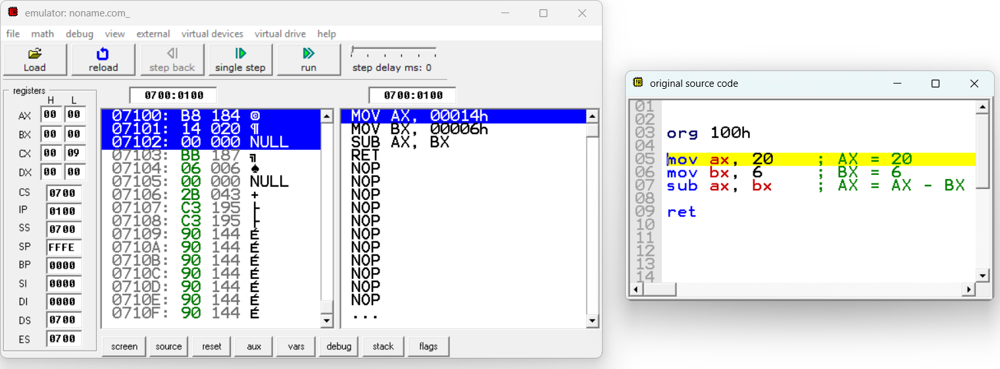 emulator: noname.com_
file math debug view external virtual devices virtual drive help
Load reload step back single step run step delay ms: 0
registers
H L
AX 00 00
BX 00 00
CX 00 09
DX 00 00
CS 0700
IP 0100
SS 0700
SP FFFE
BP 0000
SI 0000
DI 0000
DS 0700
ES 0700
0700:0100
07100: B8 184 ©
07101: 14 020 ¶
07102: 00 000 NULL
07103: BB 187 ╗
07104: 06 006 ♠
07105: 00 000 NULL
07106: 2B 043 +
07107: C3 195 ├
07108: C3 195 ├
07109: 90 144 É
0710A: 90 144 É
0710B: 90 144 É
0710C: 90 144 É
0710D: 90 144 É
0710E: 90 144 É
0710F: 90 144 É
0700:0100
MOV AX, 00014h
MOV BX, 00006h
SUB AX, BX
RET
NOP
NOP
NOP
NOP
NOP
NOP
NOP
NOP
NOP
NOP
NOP
...
screen source reset aux vars debug stack flags
original source code
01
02
03 org 100h
04
05 mov ax, 20 ; AX = 20
06 mov bx, 6 ; BX = 6
07 sub ax, bx ; AX = AX - BX
08
09 ret
10
11
12
13
14